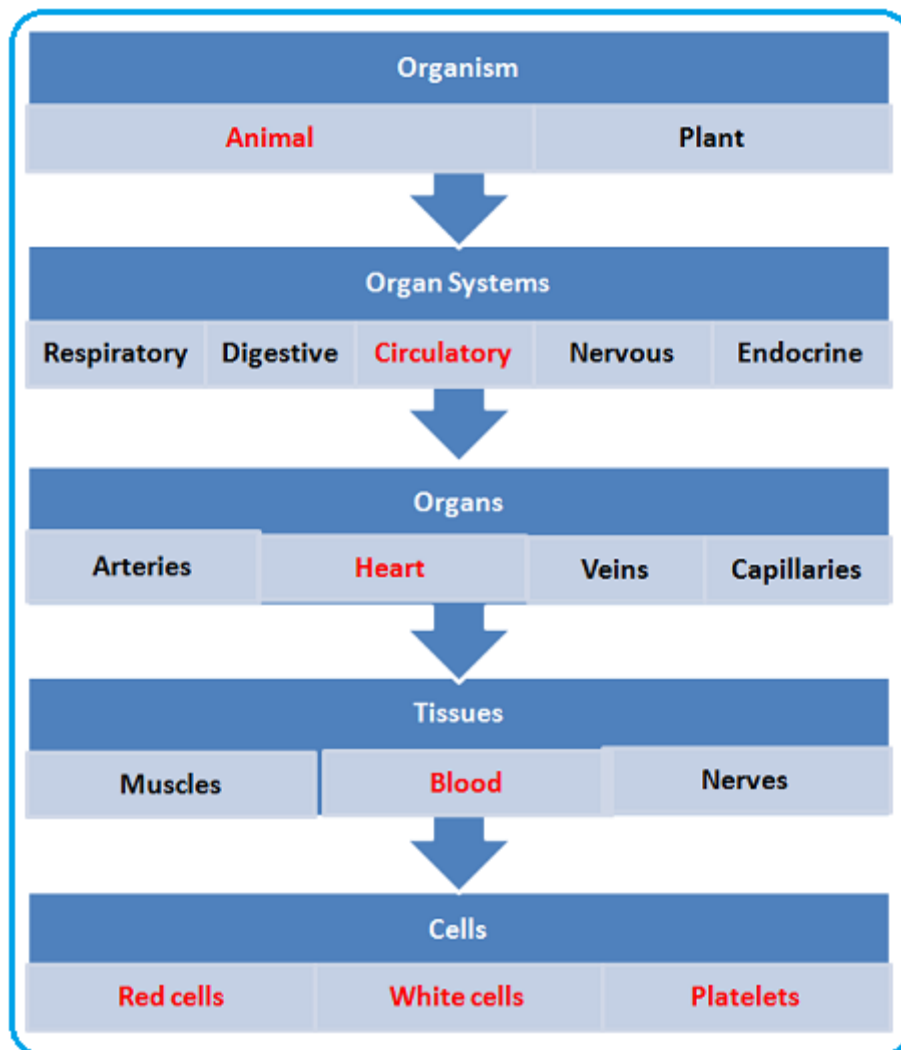 Organism
Animal Plant
Organ Systems
Respiratory Digestive Circulatory Nervous Endocrine
Organs
Arteries Heart Veins Capillaries
Tissues
Muscles Blood Nerves
Cells
Red cells White cells Platelets